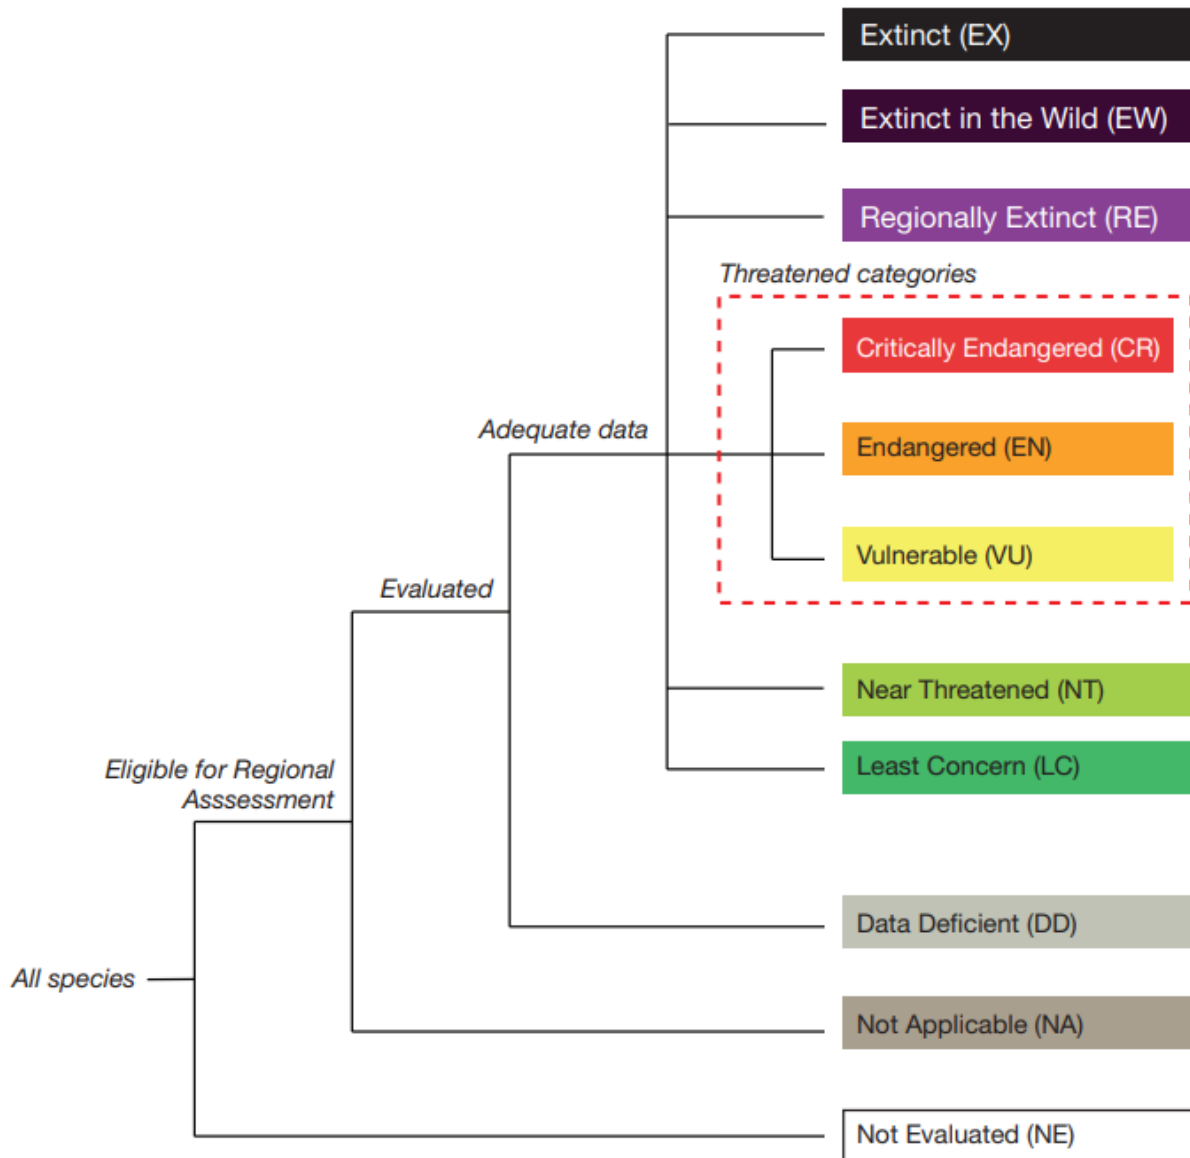 Extinct (EX)
Extinct in the Wild (EW)
Regionally Extinct (RE)
Threatened categories
Critically Endangered (CR)
Adequate data
Endangered (EN)
Vulnerable (VU)
Evaluated
Near Threatened (NT)
Eligible for Regional
Asssessment
Least Concern (LC)
Data Deficient (DD)
All species
Not Applicable (NA)
Not Evaluated (NE)